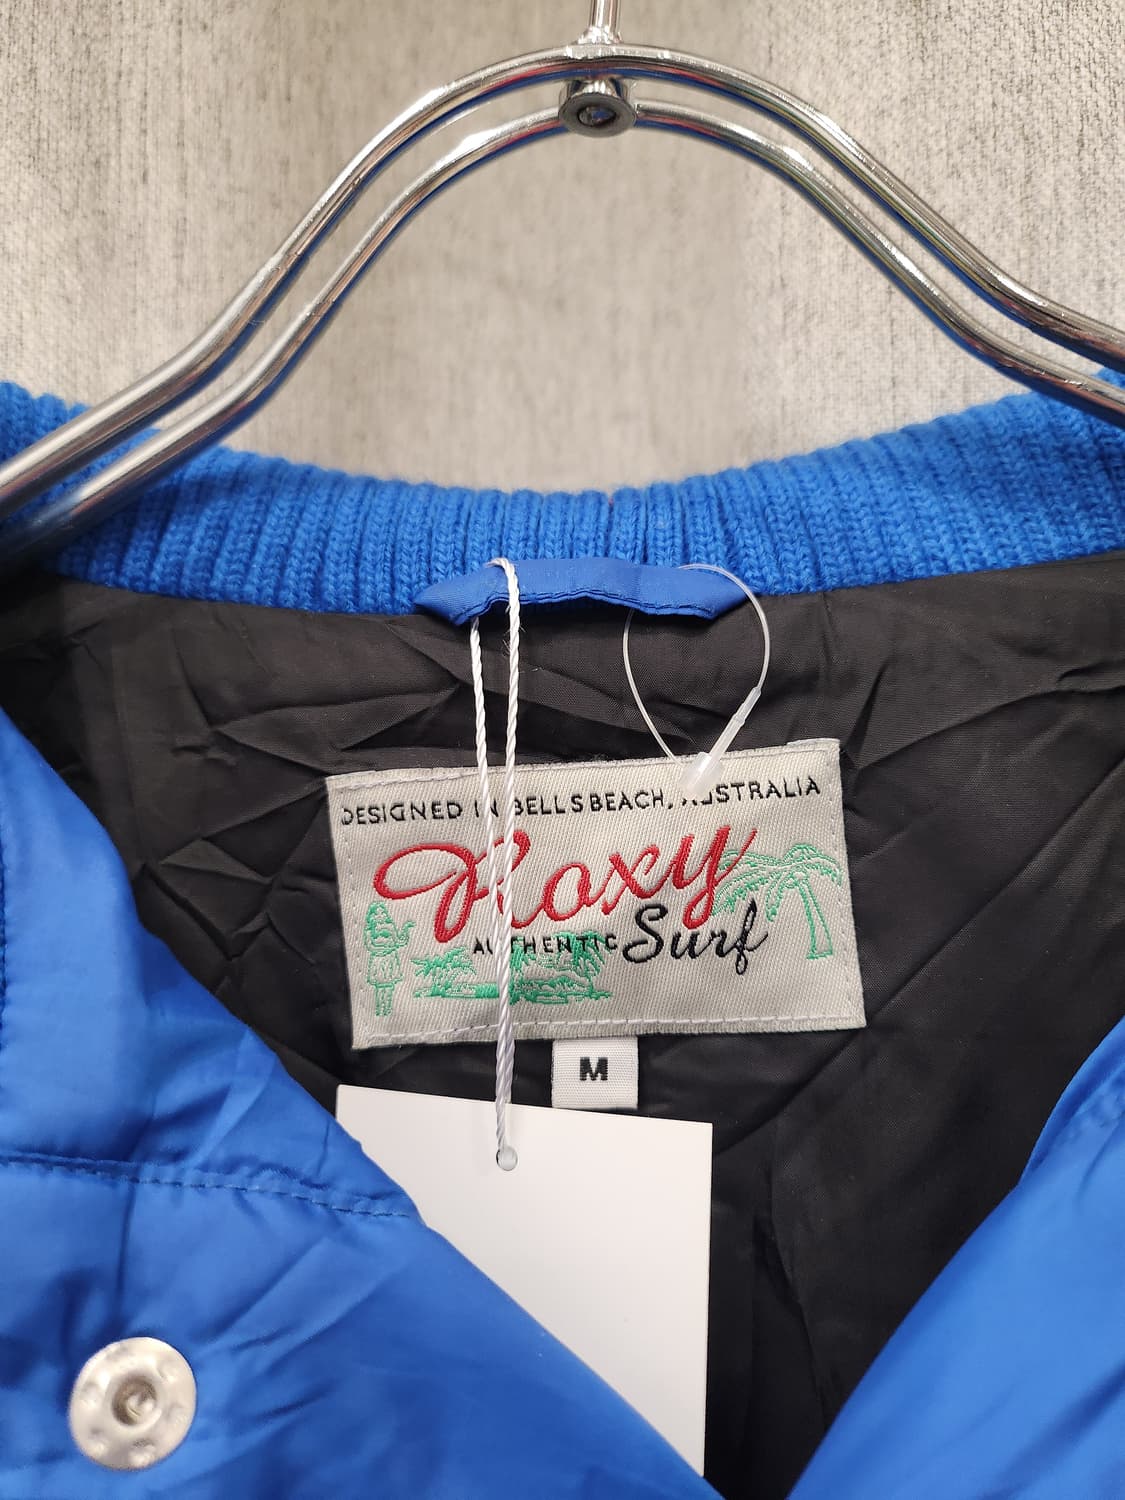 DESIGNED IN BELLS BEACH, AUSTRALIA
Roxy
AUTHENTIC Surf
M